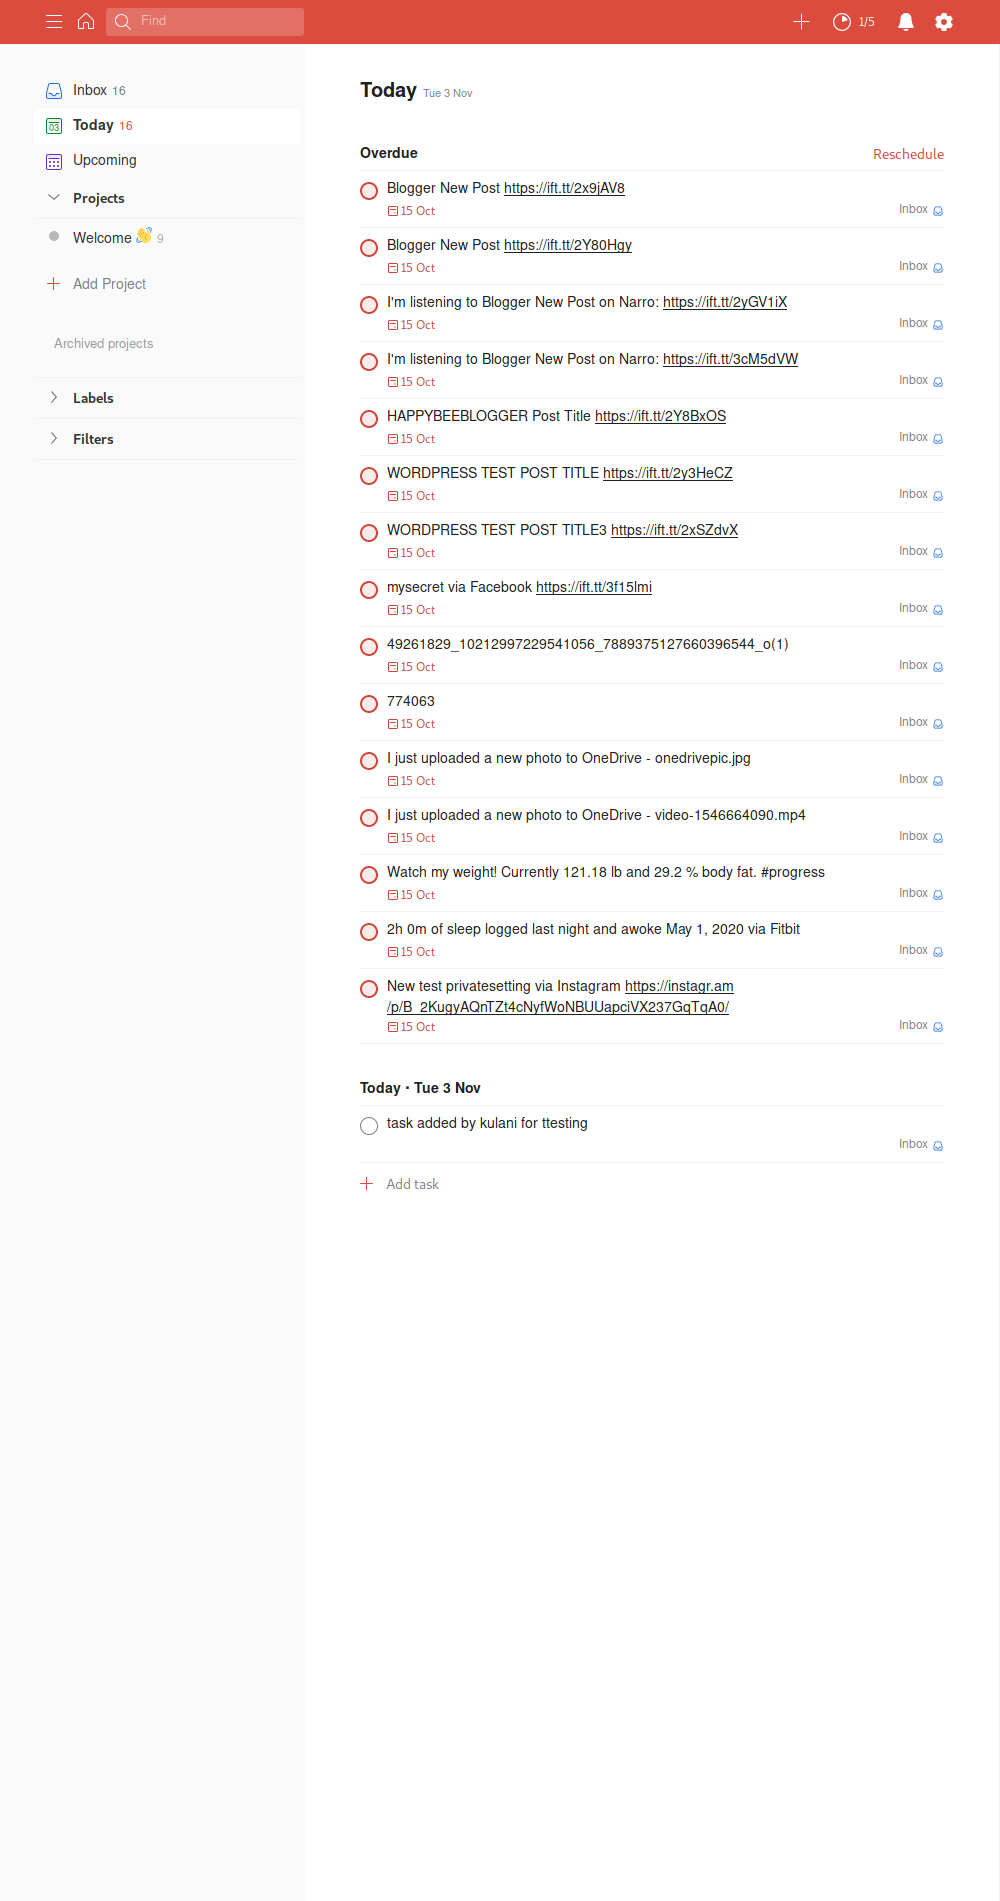 Find
1/5
Inbox 16
03
Today 16
Upcoming
Projects
Welcome 👋 9
Add Project
Archived projects
Labels
Filters
Today Tue 3 Nov
Overdue Reschedule
Blogger New Post https://ift.tt/2x9jAV8
15 Oct Inbox
Blogger New Post https://ift.tt/2Y80Hgy
15 Oct Inbox
I'm listening to Blogger New Post on Narro: https://ift.tt/2yGV1iX
15 Oct Inbox
I'm listening to Blogger New Post on Narro: https://ift.tt/3cM5dVW
15 Oct Inbox
HAPPYBEEBLOGGER Post Title https://ift.tt/2Y8BxOS
15 Oct Inbox
WORDPRESS TEST POST TITLE https://ift.tt/2y3HeCZ
15 Oct Inbox
WORDPRESS TEST POST TITLE3 https://ift.tt/2xSZdvX
15 Oct Inbox
mysecret via Facebook https://ift.tt/3f15lmi
15 Oct Inbox
49261829_10212997229541056_7889375127660396544_o(1)
15 Oct Inbox
774063
15 Oct Inbox
I just uploaded a new photo to OneDrive - onedrivepic.jpg
15 Oct Inbox
I just uploaded a new photo to OneDrive - video-1546664090.mp4
15 Oct Inbox
Watch my weight! Currently 121.18 lb and 29.2 % body fat. #progress
15 Oct Inbox
2h 0m of sleep logged last night and awoke May 1, 2020 via Fitbit
15 Oct Inbox
New test privatesetting via Instagram https://instagr.am
/p/B_2KugyAQnTZt4cNyfWoNBUUapciVX237GqTqA0/
15 Oct Inbox
Today · Tue 3 Nov
task added by kulani for ttesting
Inbox
Add task